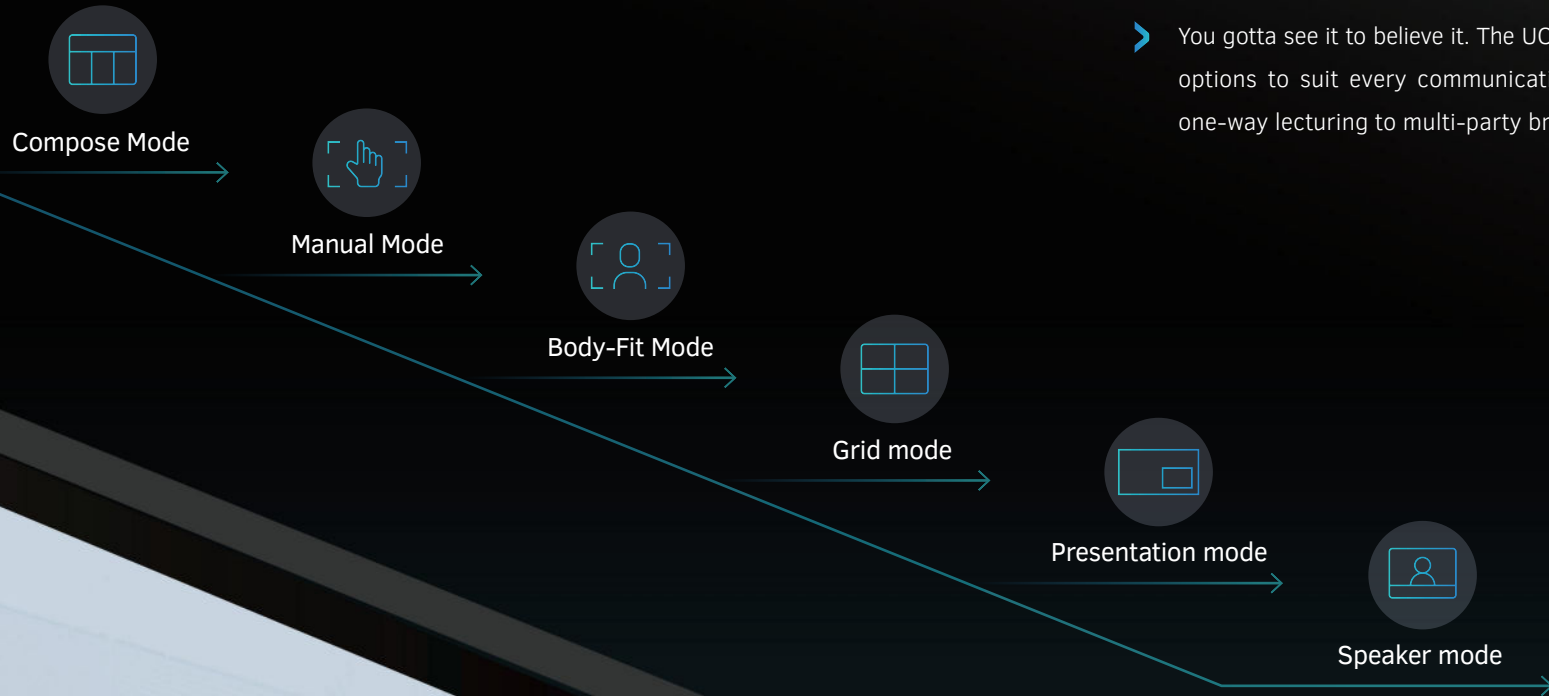 You gotta see it to believe it. The UC
options to suit every communicat
one-way lecturing to multi-party br
Compose Mode
Manual Mode
Body-Fit Mode
Grid mode
Presentation mode
Speaker mode